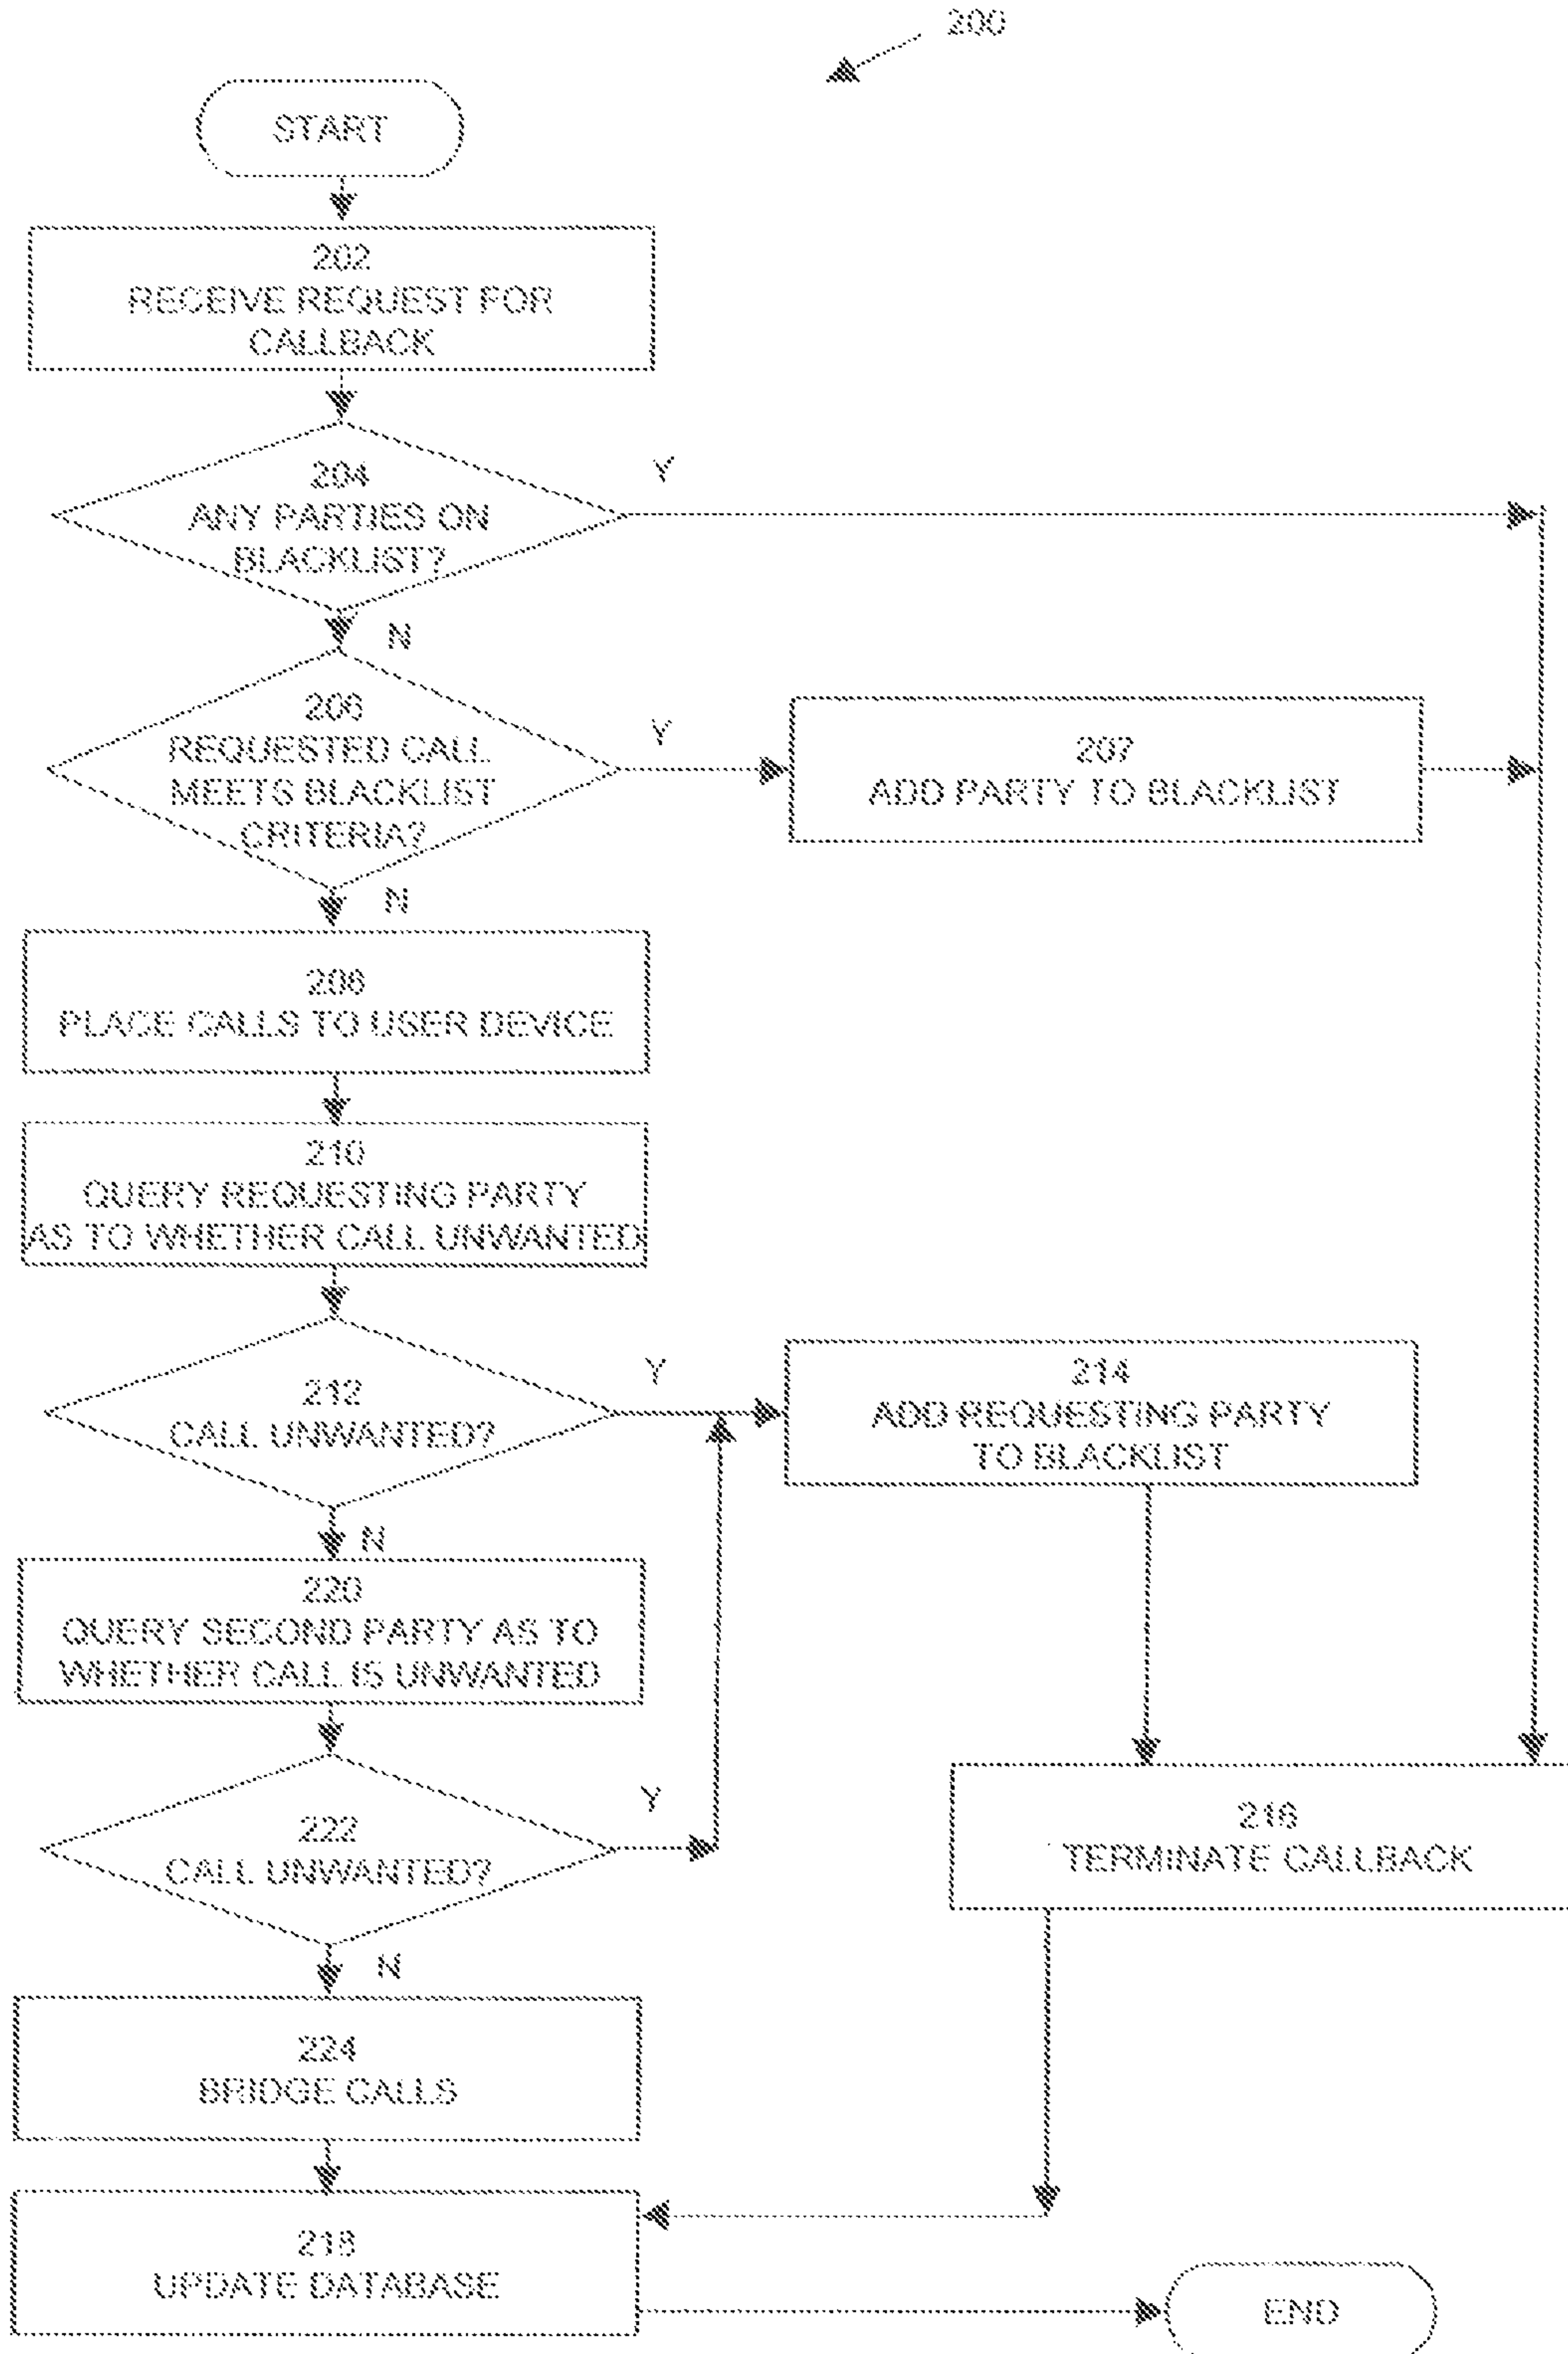 200
START
202
RECEIVE REQUEST FOR
CALLBACK
204
ANY PARTIES ON
BLACKLIST?
Y
N
206
REQUESTED CALL
MEETS BLACKLIST
CRITERIA?
Y
207
ADD PARTY TO BLACKLIST
N
208
PLACE CALLS TO USER DEVICE
210
QUERY REQUESTING PARTY
AS TO WHETHER CALL UNWANTED
212
CALL UNWANTED?
Y
214
ADD REQUESTING PARTY
TO BLACKLIST
N
220
QUERY SECOND PARTY AS TO
WHETHER CALL IS UNWANTED
222
CALL UNWANTED?
Y
216
TERMINATE CALLBACK
N
224
BRIDGE CALLS
218
UPDATE DATABASE
END